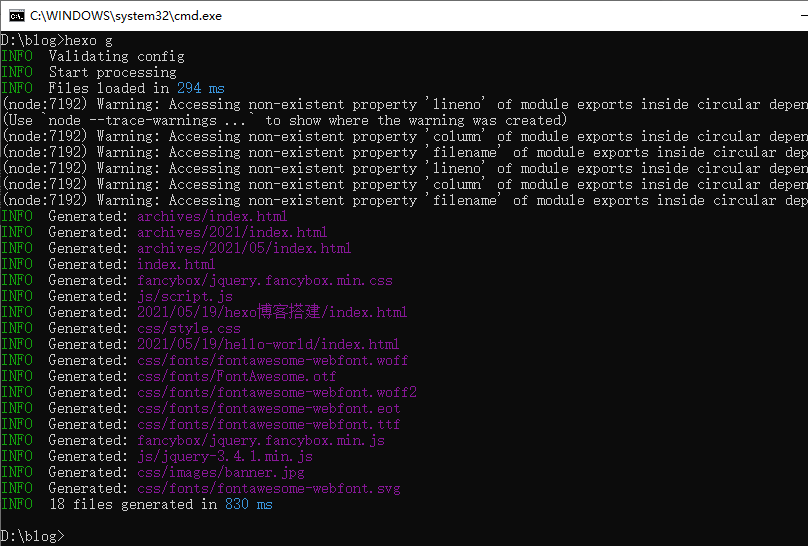 C:\WINDOWS\system32\cmd.exe
D:\blog>hexo g
INFO  Validating config
INFO  Start processing
INFO  Files loaded in 294 ms
(node:7192) Warning: Accessing non-existent property 'lineno' of module exports inside circular depen
(Use `node --trace-warnings ...` to show where the warning was created)
(node:7192) Warning: Accessing non-existent property 'column' of module exports inside circular depen
(node:7192) Warning: Accessing non-existent property 'filename' of module exports inside circular dep
(node:7192) Warning: Accessing non-existent property 'lineno' of module exports inside circular depen
(node:7192) Warning: Accessing non-existent property 'column' of module exports inside circular depen
(node:7192) Warning: Accessing non-existent property 'filename' of module exports inside circular dep
INFO  Generated: archives/index.html
INFO  Generated: archives/2021/index.html
INFO  Generated: archives/2021/05/index.html
INFO  Generated: index.html
INFO  Generated: fancybox/jquery.fancybox.min.css
INFO  Generated: js/script.js
INFO  Generated: 2021/05/19/hexo博客搭建/index.html
INFO  Generated: css/style.css
INFO  Generated: 2021/05/19/hello-world/index.html
INFO  Generated: css/fonts/fontawesome-webfont.woff
INFO  Generated: css/fonts/FontAwesome.otf
INFO  Generated: css/fonts/fontawesome-webfont.woff2
INFO  Generated: css/fonts/fontawesome-webfont.eot
INFO  Generated: css/fonts/fontawesome-webfont.ttf
INFO  Generated: fancybox/jquery.fancybox.min.js
INFO  Generated: js/jquery-3.4.1.min.js
INFO  Generated: css/images/banner.jpg
INFO  Generated: css/fonts/fontawesome-webfont.svg
INFO  18 files generated in 830 ms
D:\blog>